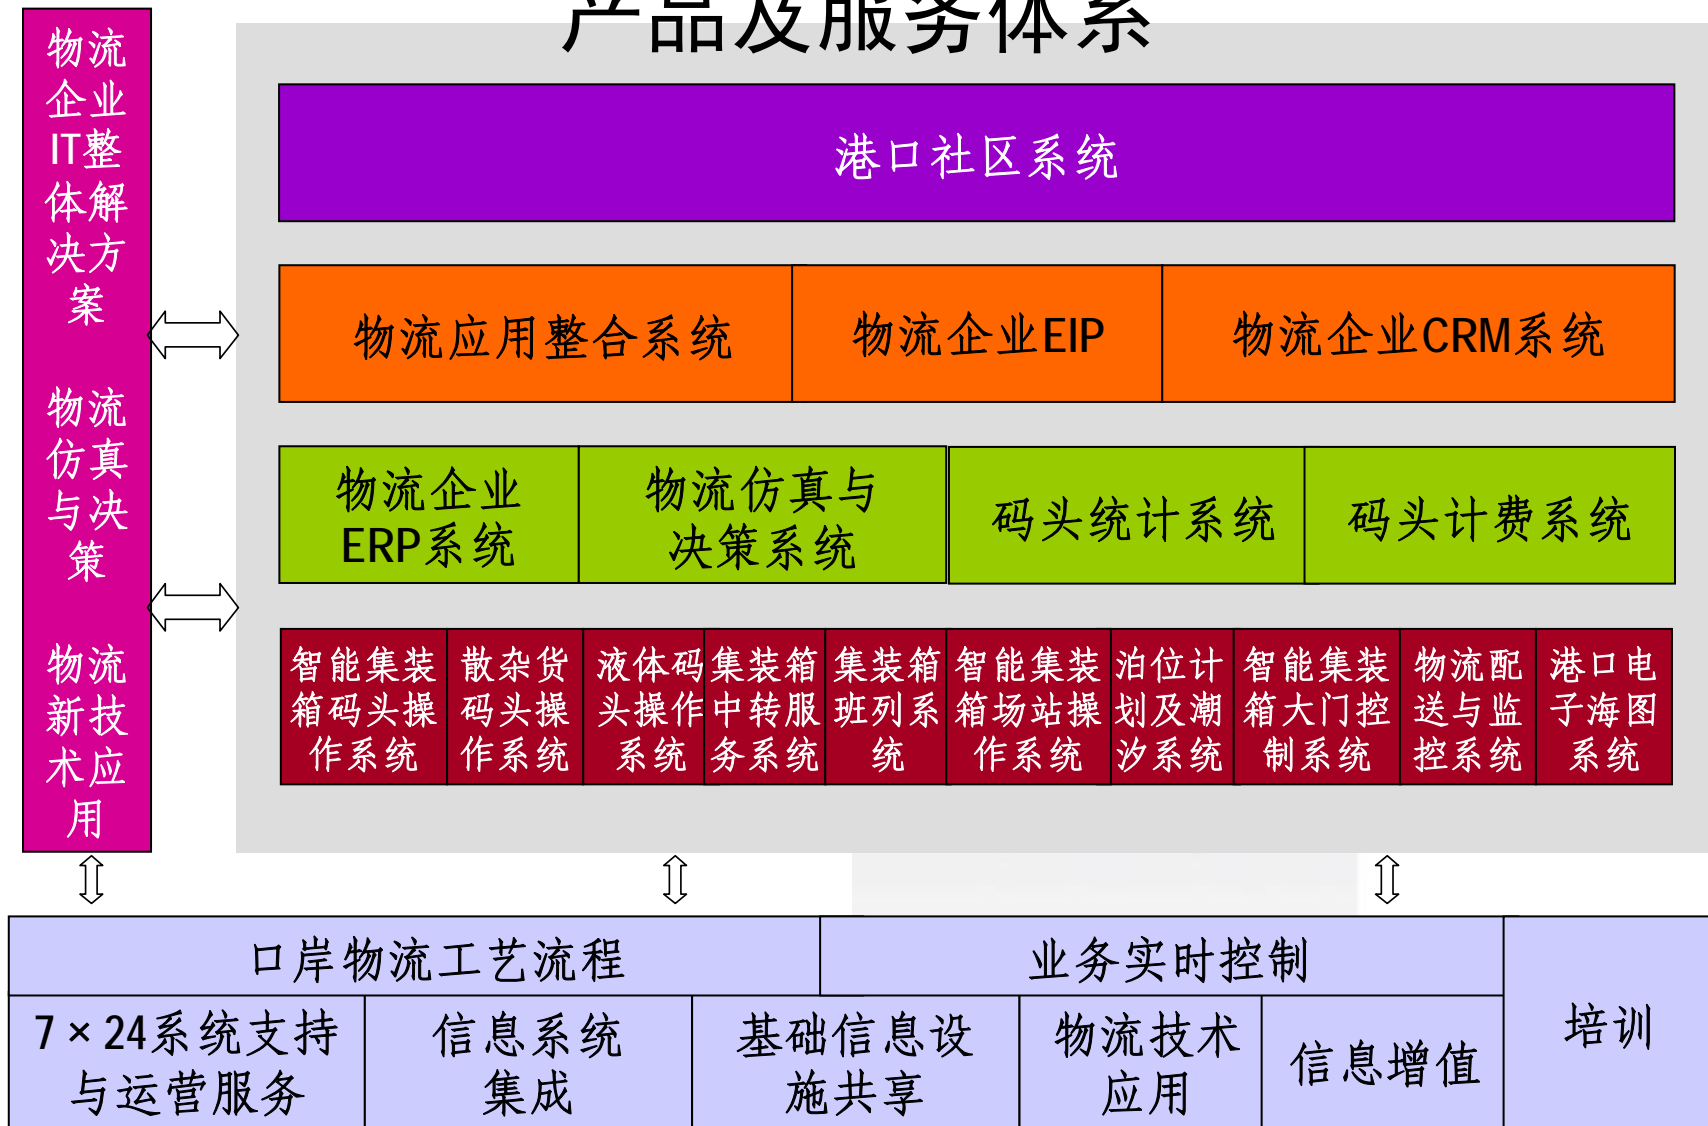 产品及服务体系
物流
企业
IT整
体解
决方
案
物流
仿真
与决
策
物流
新技
术应
用
港口社区系统
物流应用整合系统
物流企业EIP
物流企业CRM系统
物流企业
ERP系统
物流仿真与
决策系统
码头统计系统
码头计费系统
智能集装
箱码头操
作系统
散杂货
码头操
作系统
液体码
头操作
系统
集装箱
中转服
务系统
集装箱
班列系
统
智能集装
箱场站操
作系统
泊位计
划及潮
汐系统
智能集装
箱大门控
制系统
物流配
送与监
控系统
港口电
子海图
系统
口岸物流工艺流程
业务实时控制
培训
7×24系统支持
与运营服务
信息系统
集成
基础信息设
施共享
物流技术
应用
信息增值